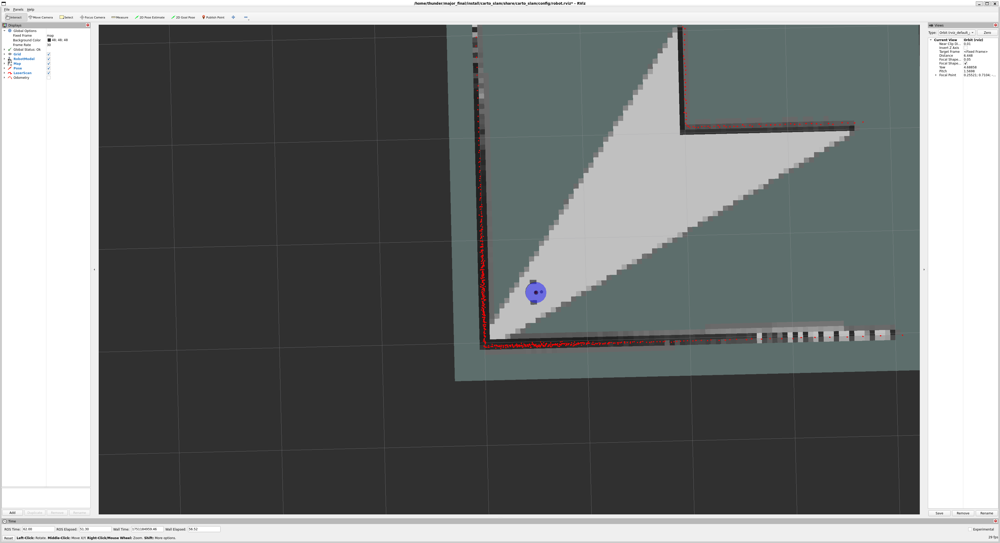 /home/thunder/major_final/install/carto_slam/share/carto_slam/config/robot.rviz* - RViz
File Panels Help
Interact Move Camera Select Focus Camera Measure 2D Pose Estimate 2D Goal Pose Publish Point
Displays
Global Options
Fixed Frame map
Background Color 48; 48; 48
Frame Rate 30
Global Status: Ok
Grid
RobotModel
Map
Pose
LaserScan
Odometry
Add Duplicate Remove Rename
Views
Type: Orbit (rviz_default_ Zero
Current View Orbit (rviz)
Near Clip Di... 0.01
Invert Z Axis
Target Frame <Fixed Frame>
Distance 6.448
Focal Shape... 0.05
Focal Shape...
Yaw 4.68858
Pitch 1.5698
Focal Point 0.25521; 0.7104; -...
Save Remove Rename
Time
ROS Time: 62.00 ROS Elapsed: 51.30 Wall Time: 1751184959.46 Wall Elapsed: 56.52 Experimental
Reset Left-Click: Rotate. Middle-Click: Move X/Y. Right-Click/Mouse Wheel: Zoom. Shift: More options. 29 fps